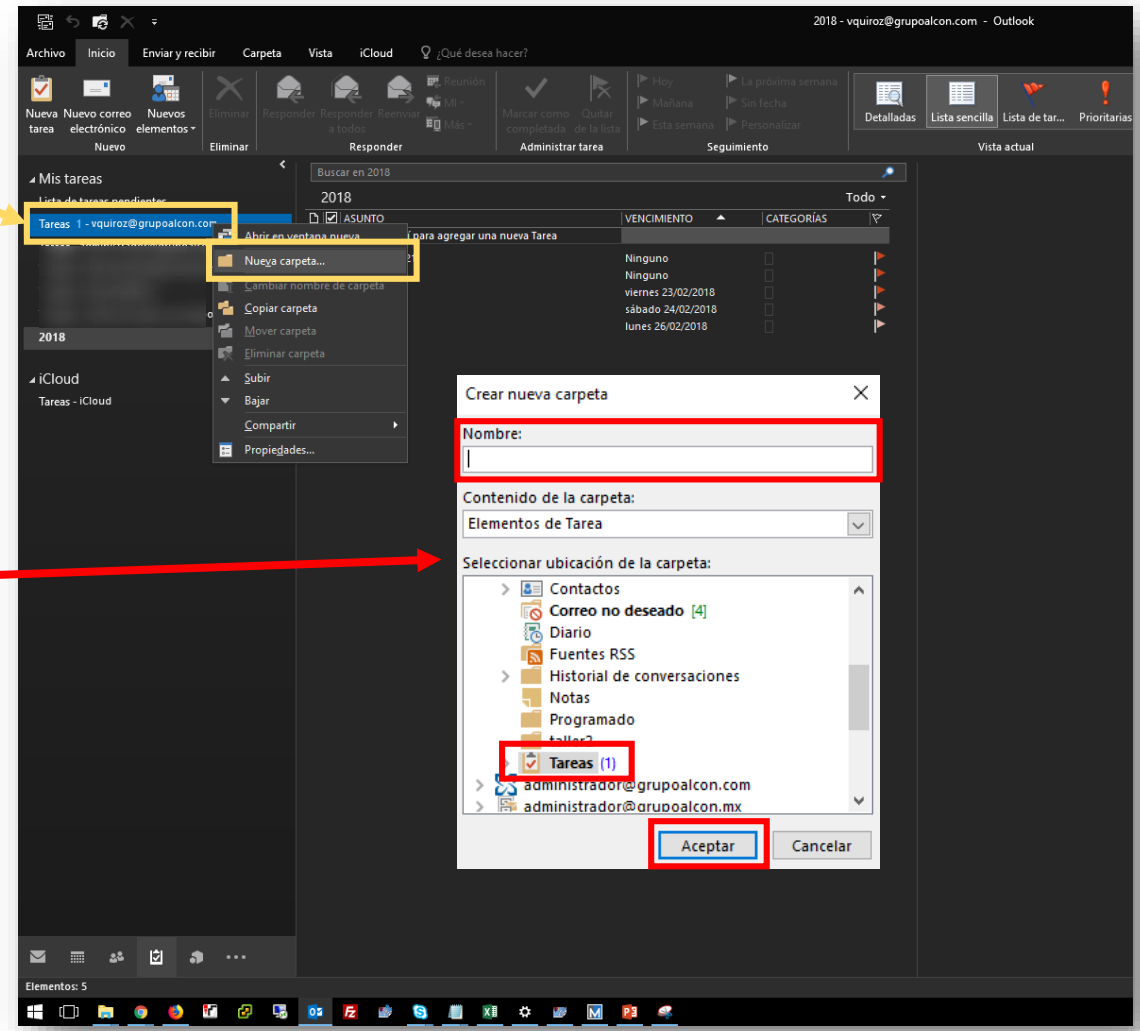 2018 - vquiroz@grupoalcon.com - Outlook
Archivo Inicio Enviar y recibir Carpeta Vista iCloud ¿Qué desea hacer?
Nueva tarea
Nuevo correo electrónico
Nuevos elementos
Nuevo
Eliminar
Eliminar
Responder
Responder a todos
Reenviar
Reunión
MI
Más
Responder
Marcar como completada
Quitar de la lista
Administrar tarea
Hoy
Mañana
Esta semana
La próxima semana
Sin fecha
Personalizar
Seguimiento
Detalladas
Lista sencilla
Lista de tar...
Prioritarias
Vista actual
Mis tareas
Lista de tareas pendientes
Tareas 1 - vquiroz@grupoalcon.com
2018
iCloud
Tareas - iCloud
Abrir en ventana nueva
Nueva carpeta...
Cambiar nombre de carpeta
Copiar carpeta
Mover carpeta
Eliminar carpeta
Subir
Bajar
Compartir
Propiedades...
Buscar en 2018
2018 Todo
ASUNTO VENCIMIENTO CATEGORÍAS
para agregar una nueva Tarea
Ninguno
Ninguno
viernes 23/02/2018
sábado 24/02/2018
lunes 26/02/2018
Crear nueva carpeta
Nombre:
Contenido de la carpeta:
Elementos de Tarea
Seleccionar ubicación de la carpeta:
Contactos
Correo no deseado [4]
Diario
Fuentes RSS
Historial de conversaciones
Notas
Programado
taller2
Tareas (1)
administrador@grupoalcon.com
administrador@grupoalcon.mx
Aceptar Cancelar
Elementos: 5